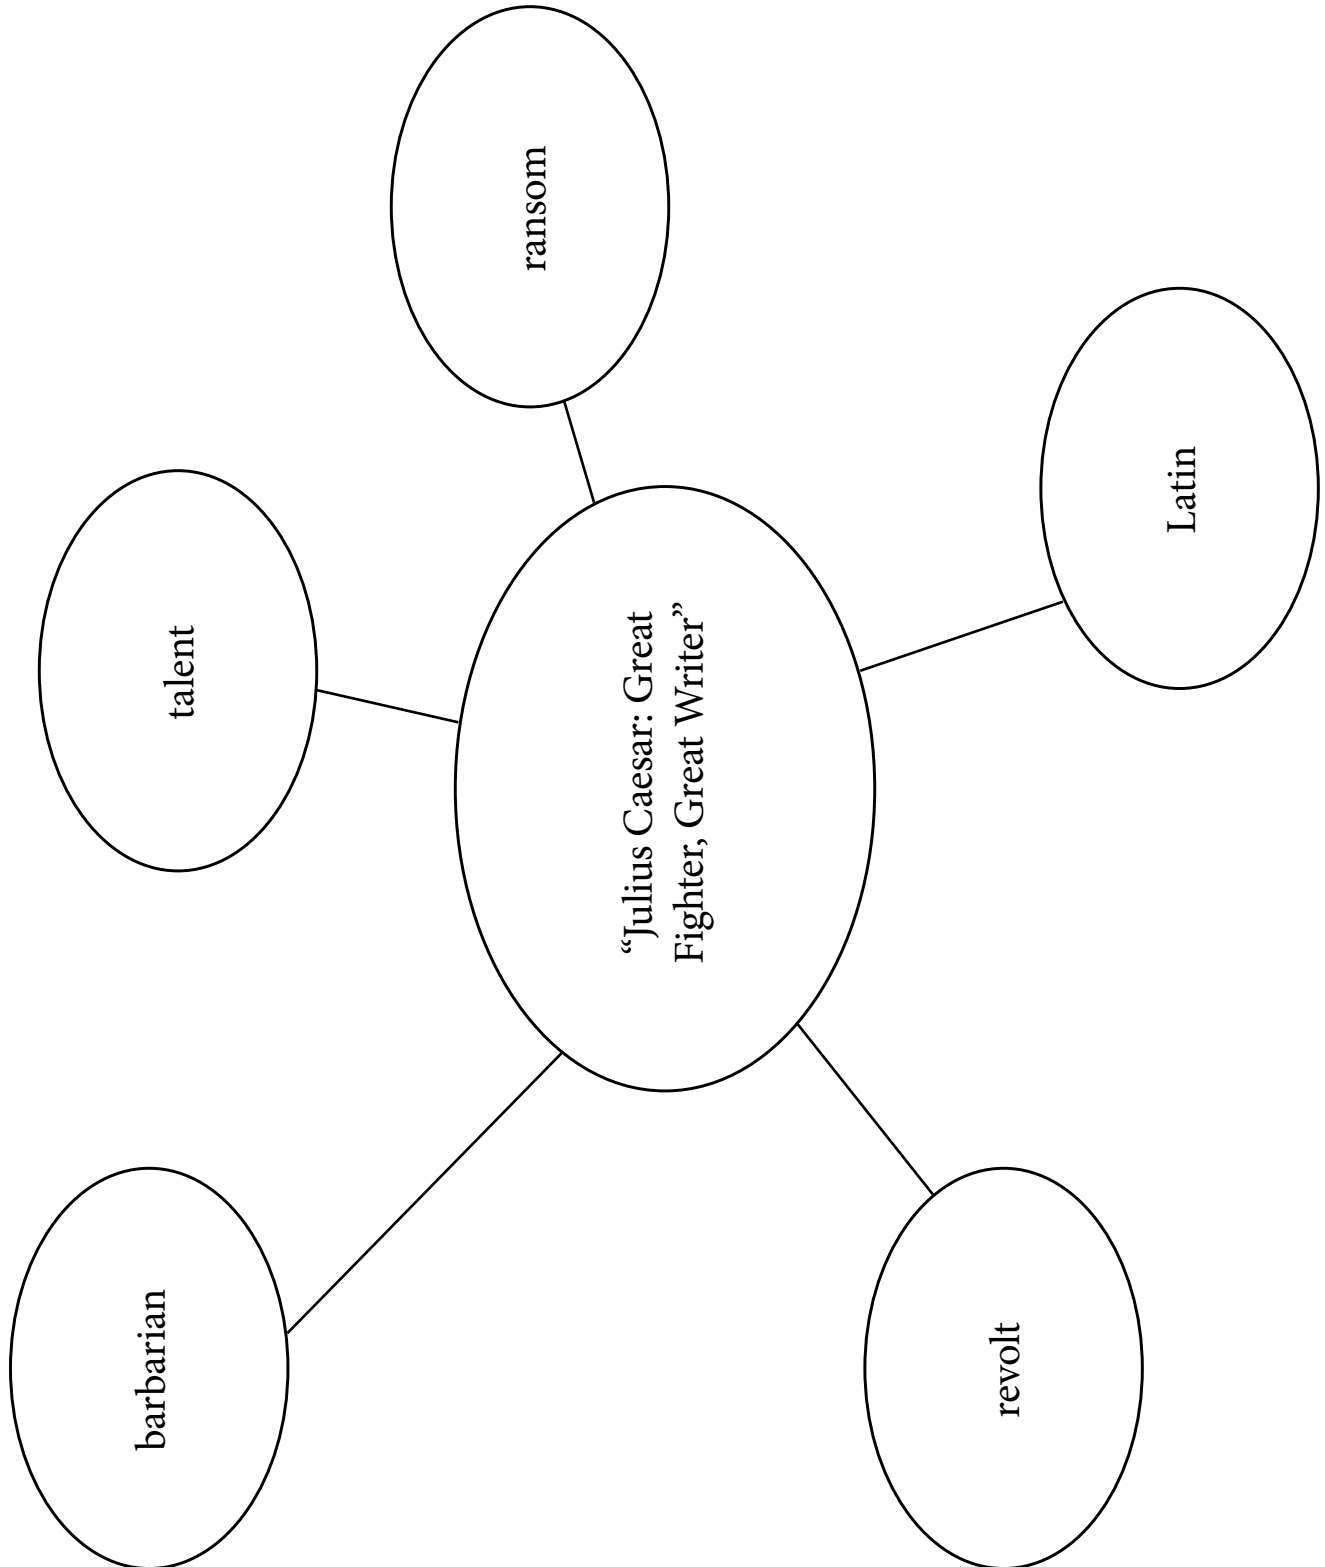 barbarian
talent
ransom
“Julius Caesar: Great
Fighter, Great Writer”
revolt
Latin